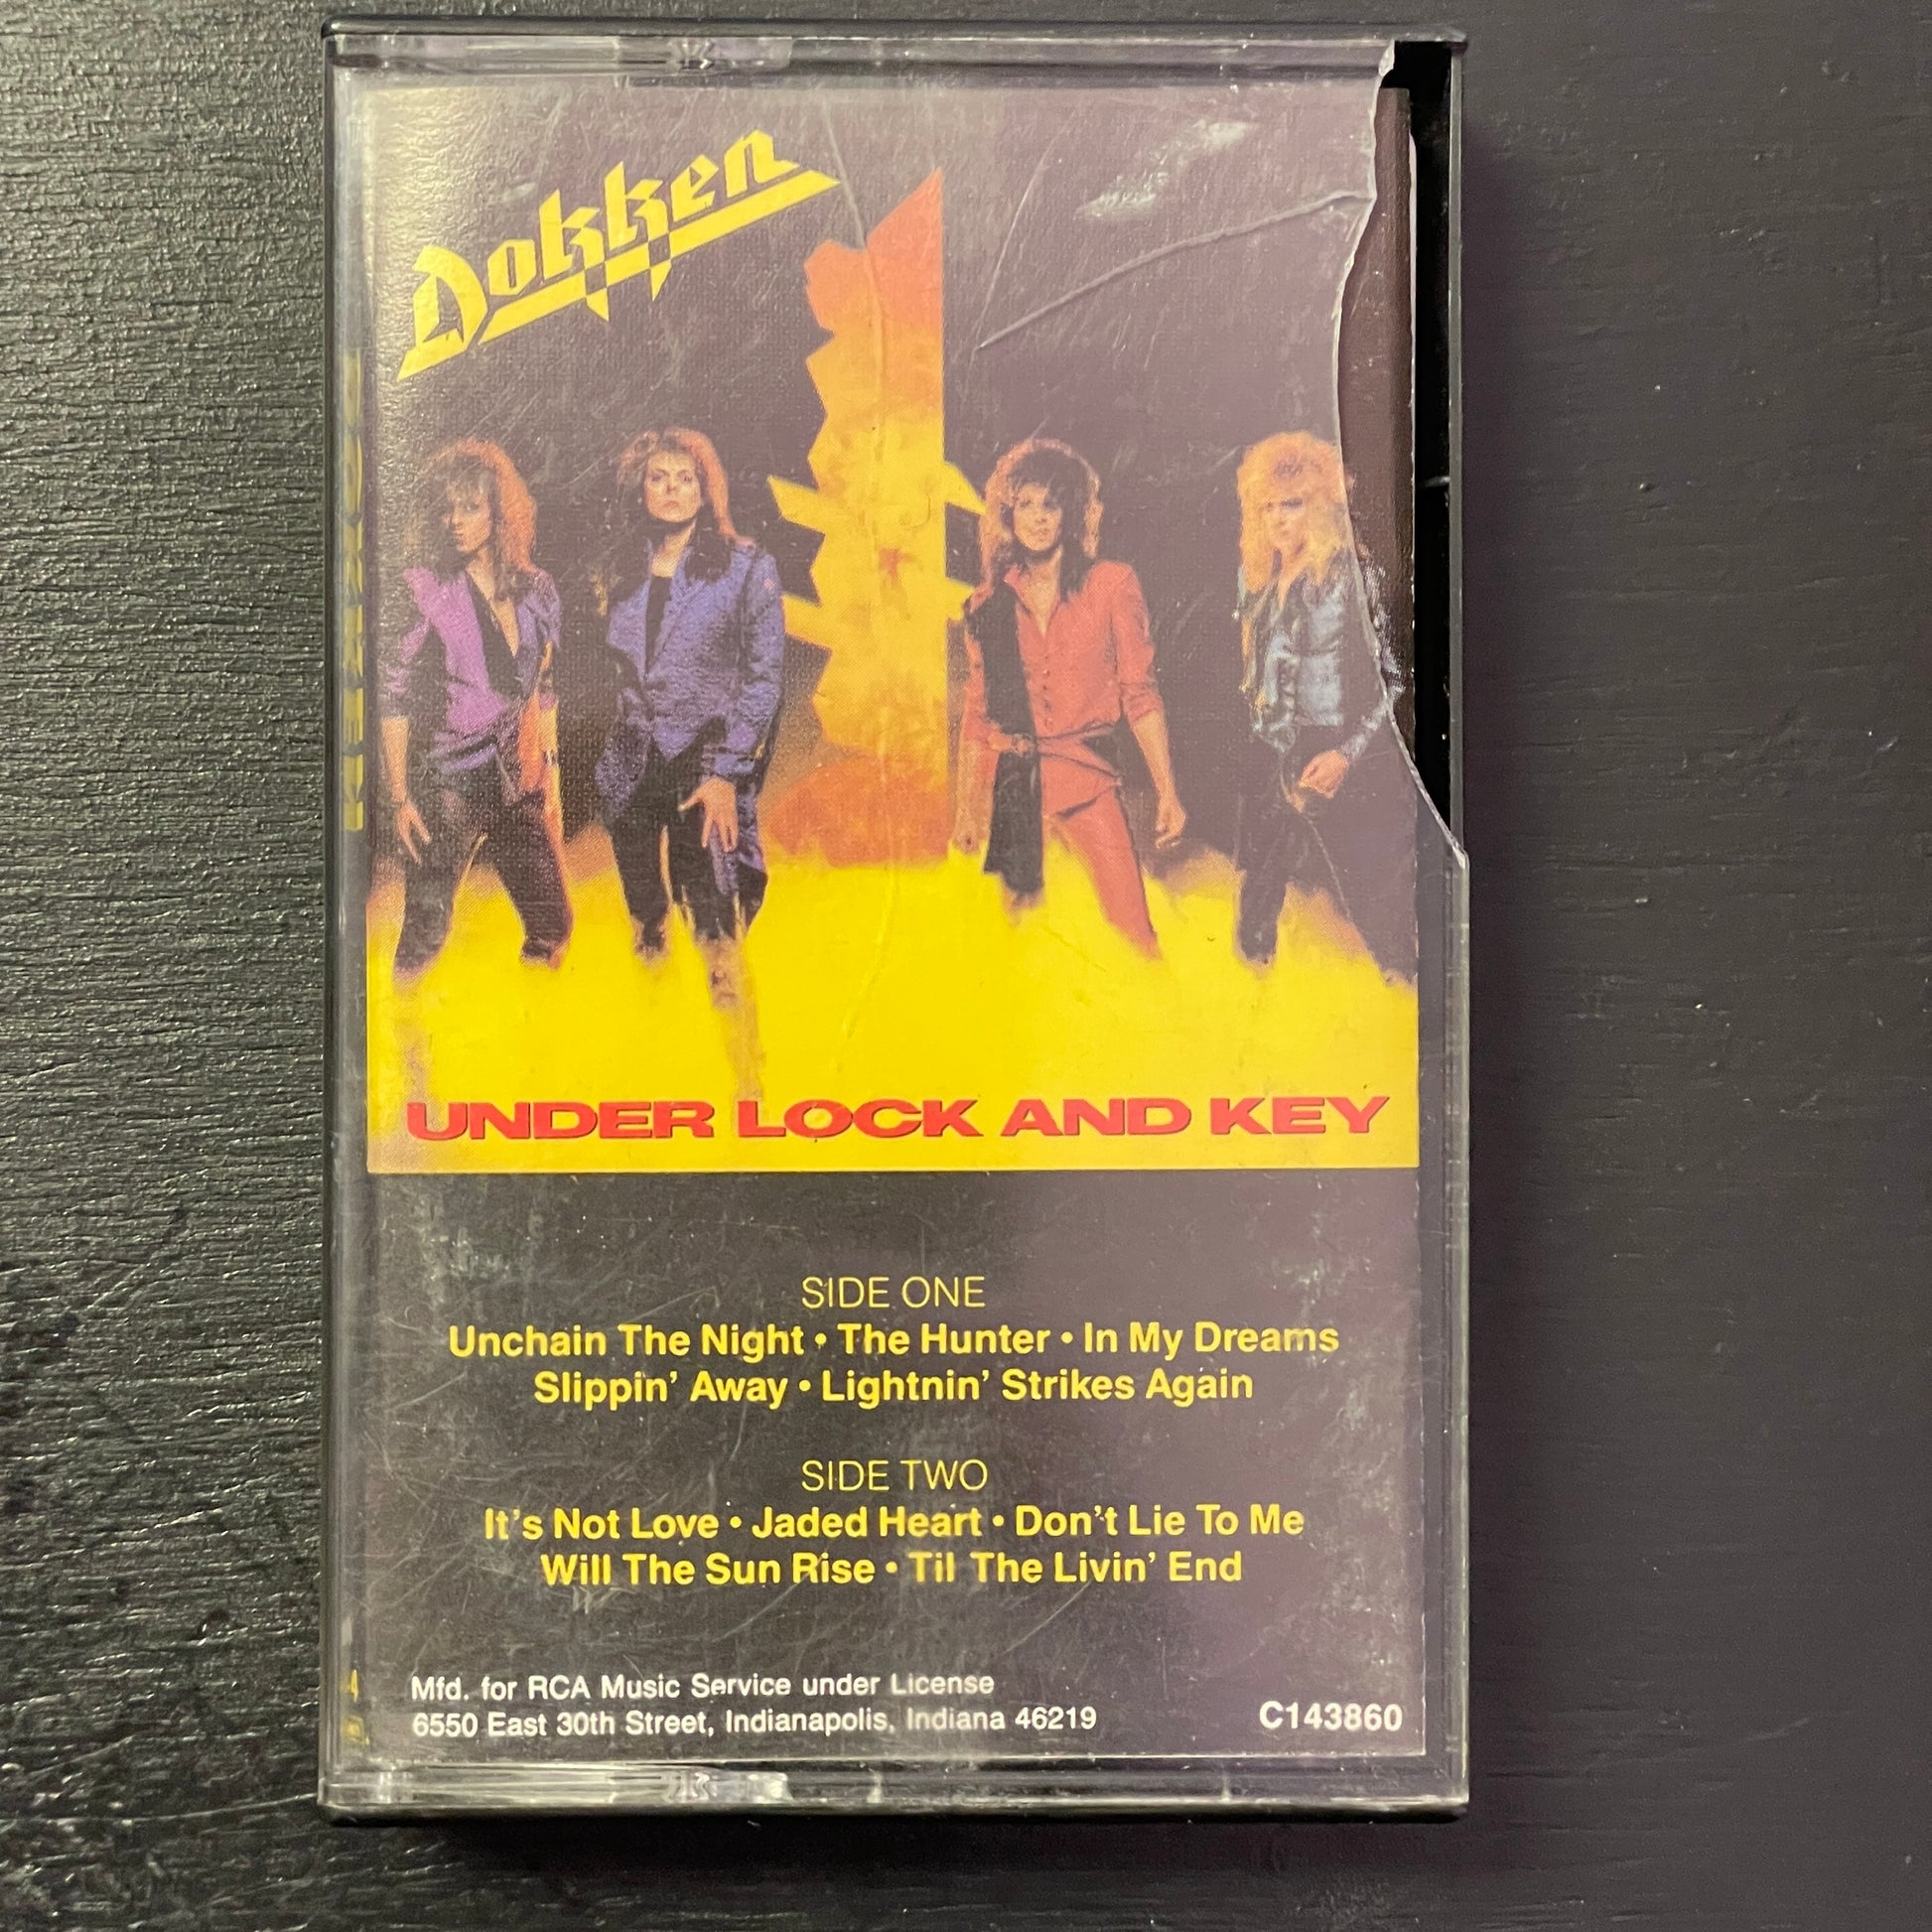 Dokken
UNDER LOCK AND KEY
SIDE ONE
Unchain The Night • The Hunter • In My Dreams
Slippin' Away • Lightnin' Strikes Again
SIDE TWO
It's Not Love • Jaded Heart • Don't Lie To Me
Will The Sun Rise • Til The Livin' End
Mfd. for RCA Music Service under License
6550 East 30th Street, Indianapolis, Indiana 46219
C143860